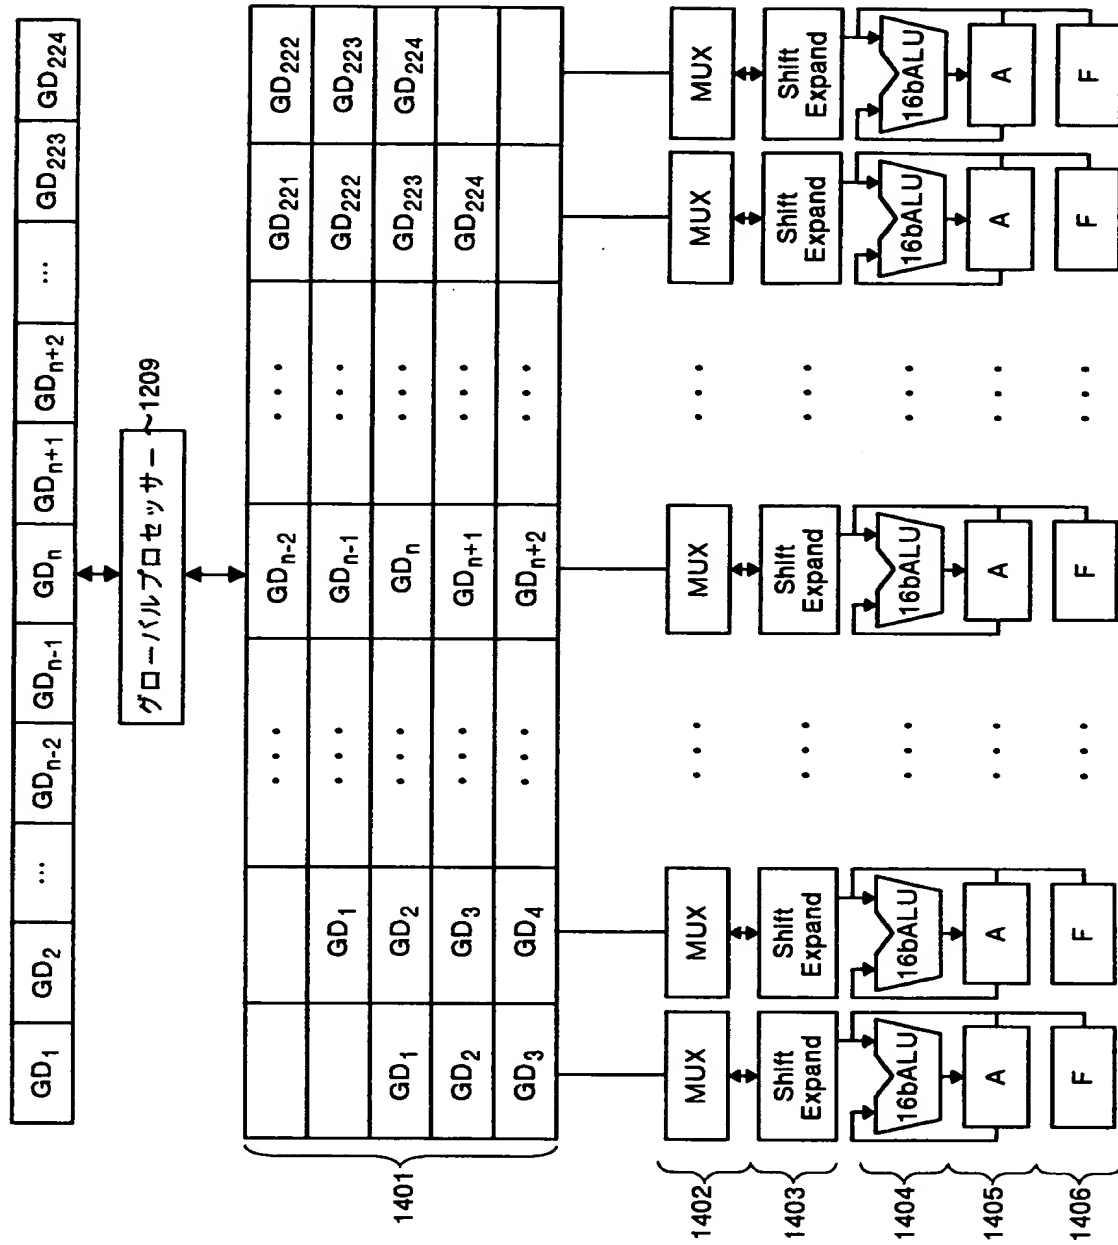 GD1 GD2 ... GDn-2 GDn-1 GDn GDn+1 GDn+2 ... GD223 GD224
グローバルプロセッサー ~1209
... GDn-2 ... GD221 GD222
GD1 ... GDn-1 ... GD222 GD223
GD1 GD2 ... GDn ... GD223 GD224
GD2 GD3 ... GDn+1 ... GD224
GD3 GD4 ... GDn+2 ...
1401
1402 MUX MUX ... MUX ... MUX MUX
1403 Shift Expand Shift Expand ... Shift Expand ... Shift Expand Shift Expand
1404 16bALU 16bALU ... 16bALU ... 16bALU 16bALU
1405 A A ... A ... A A
1406 F F ... F ... F F